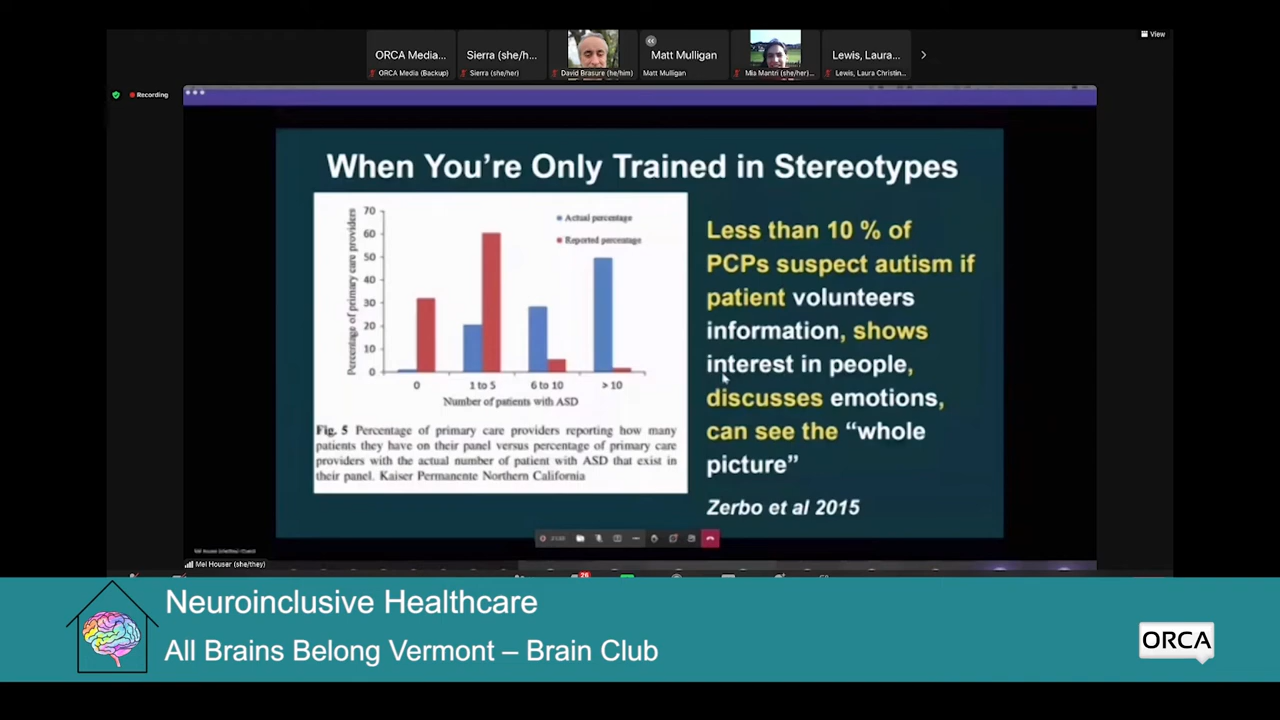 View
ORCA Media...
Sierra (she/h...
Matt Mulligan
Lewis, Laura...
ORCA Media (Backup)
Sierra (she/her)
David Brasure (he/him)
Matt Mulligan
Mia Mantri (she/her)...
Lewis, Laura Christin...
Recording
When You're Only Trained in Stereotypes
70
60
50
40
30
20
10
0
Percentage of primary care providers
Actual percentage
Reported percentage
0
1 to 5
6 to 10
> 10
Number of patients with ASD
Fig. 5 Percentage of primary care providers reporting how many
patients they have on their panel versus percentage of primary care
providers with the actual number of patient with ASD that exist in
their panel. Kaiser Permanente Northern California
Less than 10 % of
PCPs suspect autism if
patient volunteers
information, shows
interest in people,
discusses emotions,
can see the “whole
picture”
Zerbo et al 2015
Mel Houser (she/they)
26
Neuroinclusive Healthcare
All Brains Belong Vermont – Brain Club
ORCA